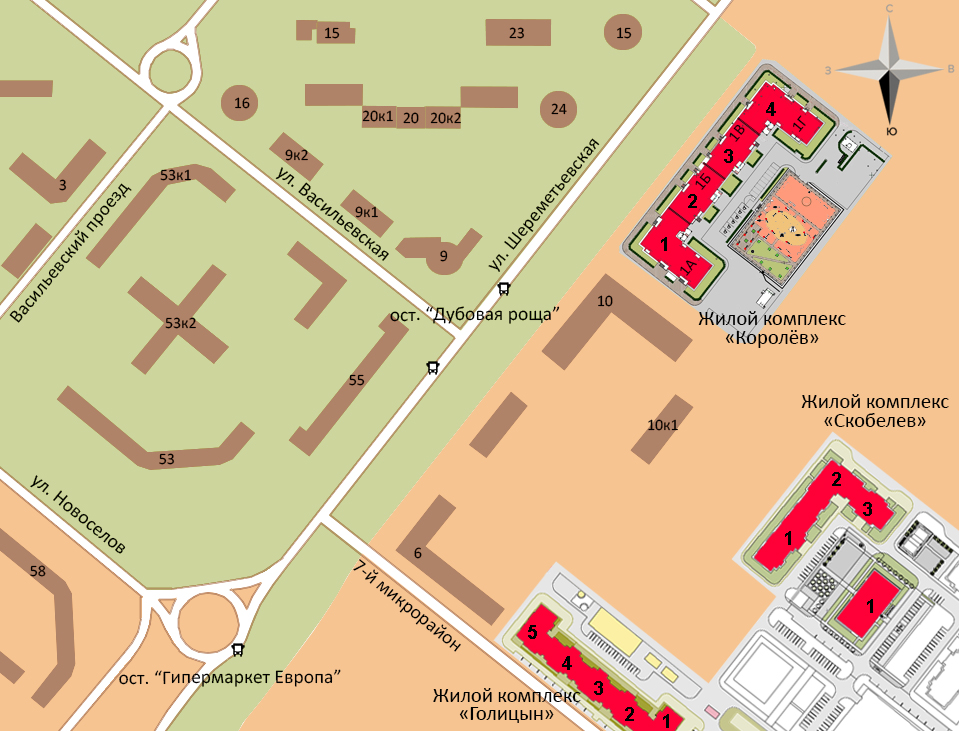 С
З
В
Ю
15
23
15
16
20к1
20
20к2
24
9к2
3
53к1
ул. Васильевская
9к1
9
ул. Шереметьевская
Васильевский проезд
4
1Г
1В
3
1Б
2
1
1А
ост. “Дубовая роща”
10
Жилой комплекс
«Королёв»
53к2
55
10к1
53
Жилой комплекс
«Скобелев»
2
3
1
1
ул. Новоселов
58
6
7-й микрорайон
5
4
3
2
1
ост. “Гипермаркет Европа”
Жилой комплекс
«Голицын»